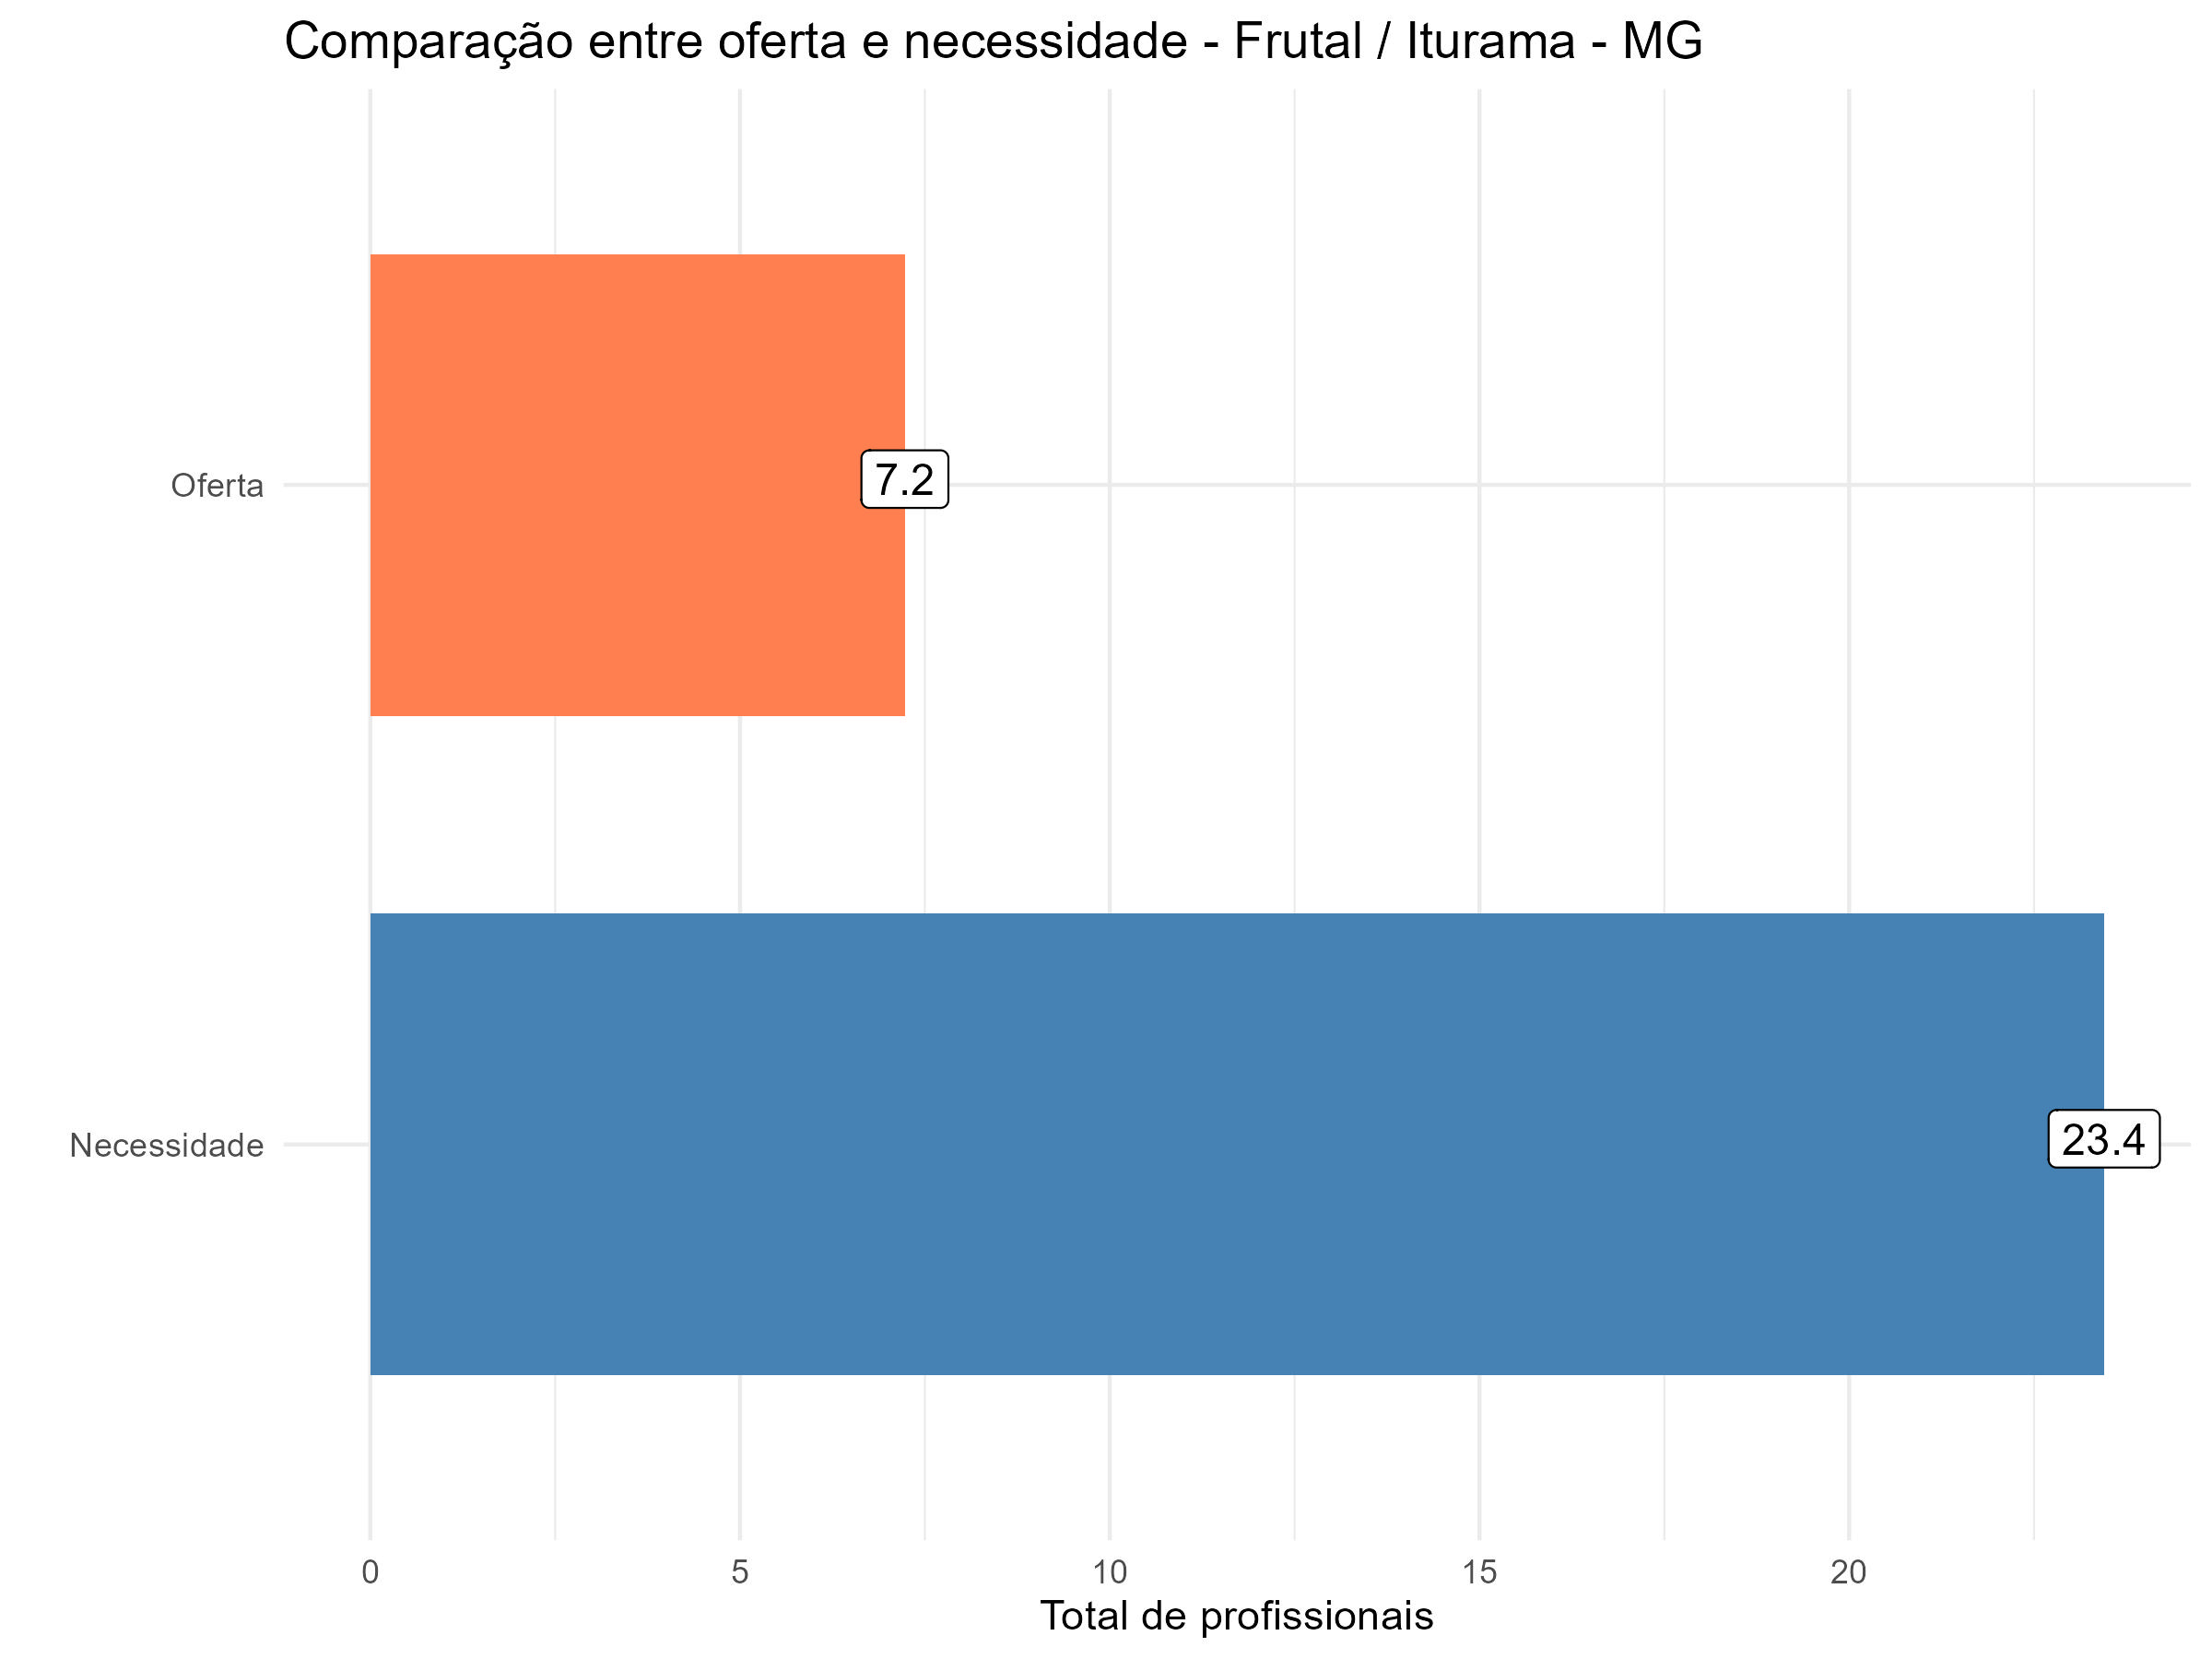 Comparação entre oferta e necessidade - Frutal / Iturama - MG
Oferta
7.2
Necessidade
23.4
0 5 10 15 20
Total de profissionais